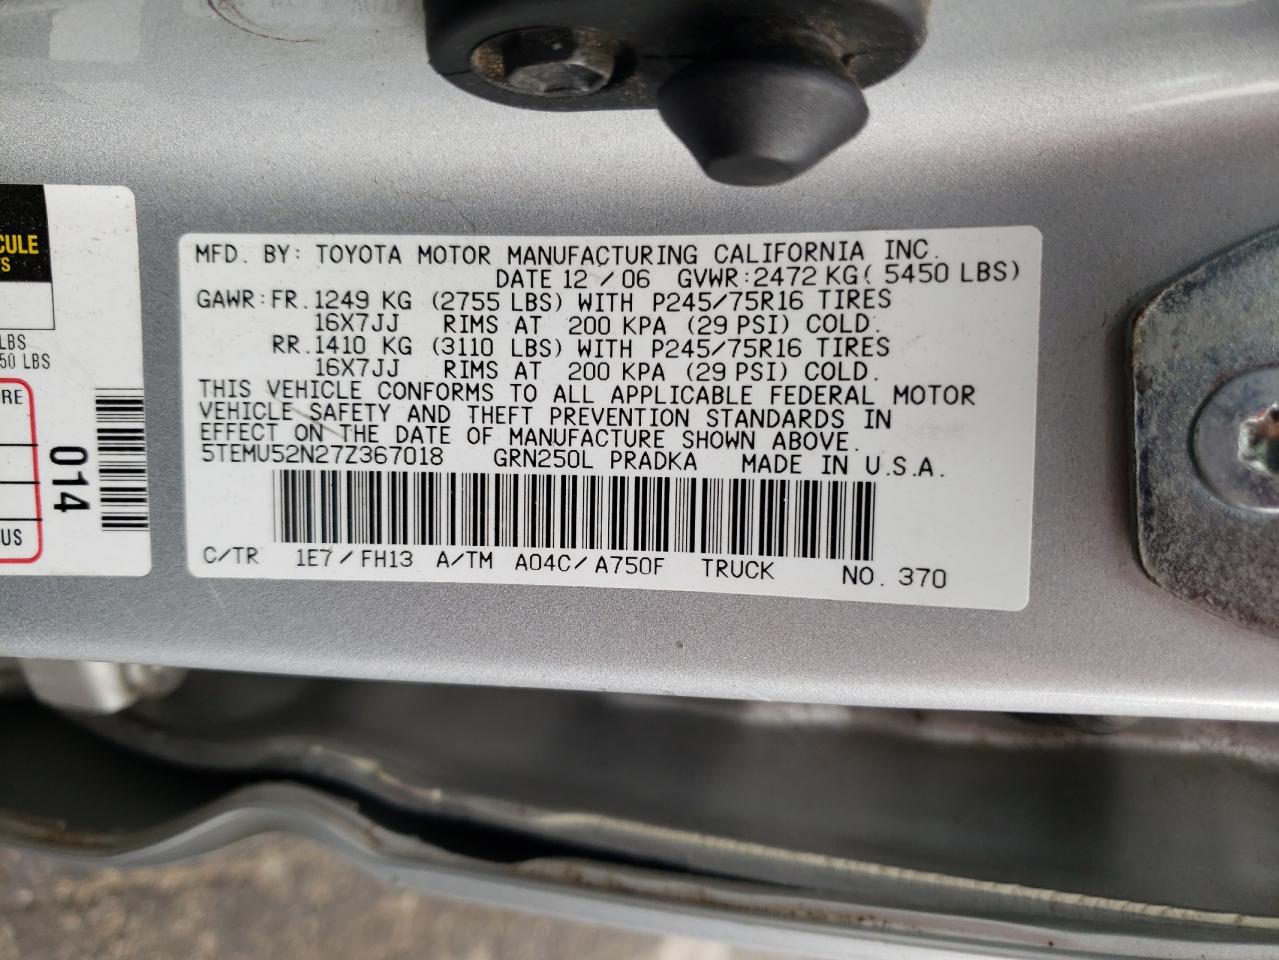 CULE
TS
LBS
50 LBS
RE
US
014
MFD. BY: TOYOTA MOTOR MANUFACTURING CALIFORNIA INC.
DATE 12 / 06 GVWR:2472 KG( 5450 LBS)
GAWR:FR.1249 KG (2755 LBS) WITH P245/75R16 TIRES
16X7JJ RIMS AT 200 KPA (29 PSI) COLD.
RR.1410 KG (3110 LBS) WITH P245/75R16 TIRES
16X7JJ RIMS AT 200 KPA (29 PSI) COLD.
THIS VEHICLE CONFORMS TO ALL APPLICABLE FEDERAL MOTOR
VEHICLE SAFETY AND THEFT PREVENTION STANDARDS IN
EFFECT ON THE DATE OF MANUFACTURE SHOWN ABOVE.
5TEMU52N27Z367018 GRN250L PRADKA MADE IN U.S.A.
C/TR 1E7/FH13 A/TM A04C/A750F TRUCK NO. 370